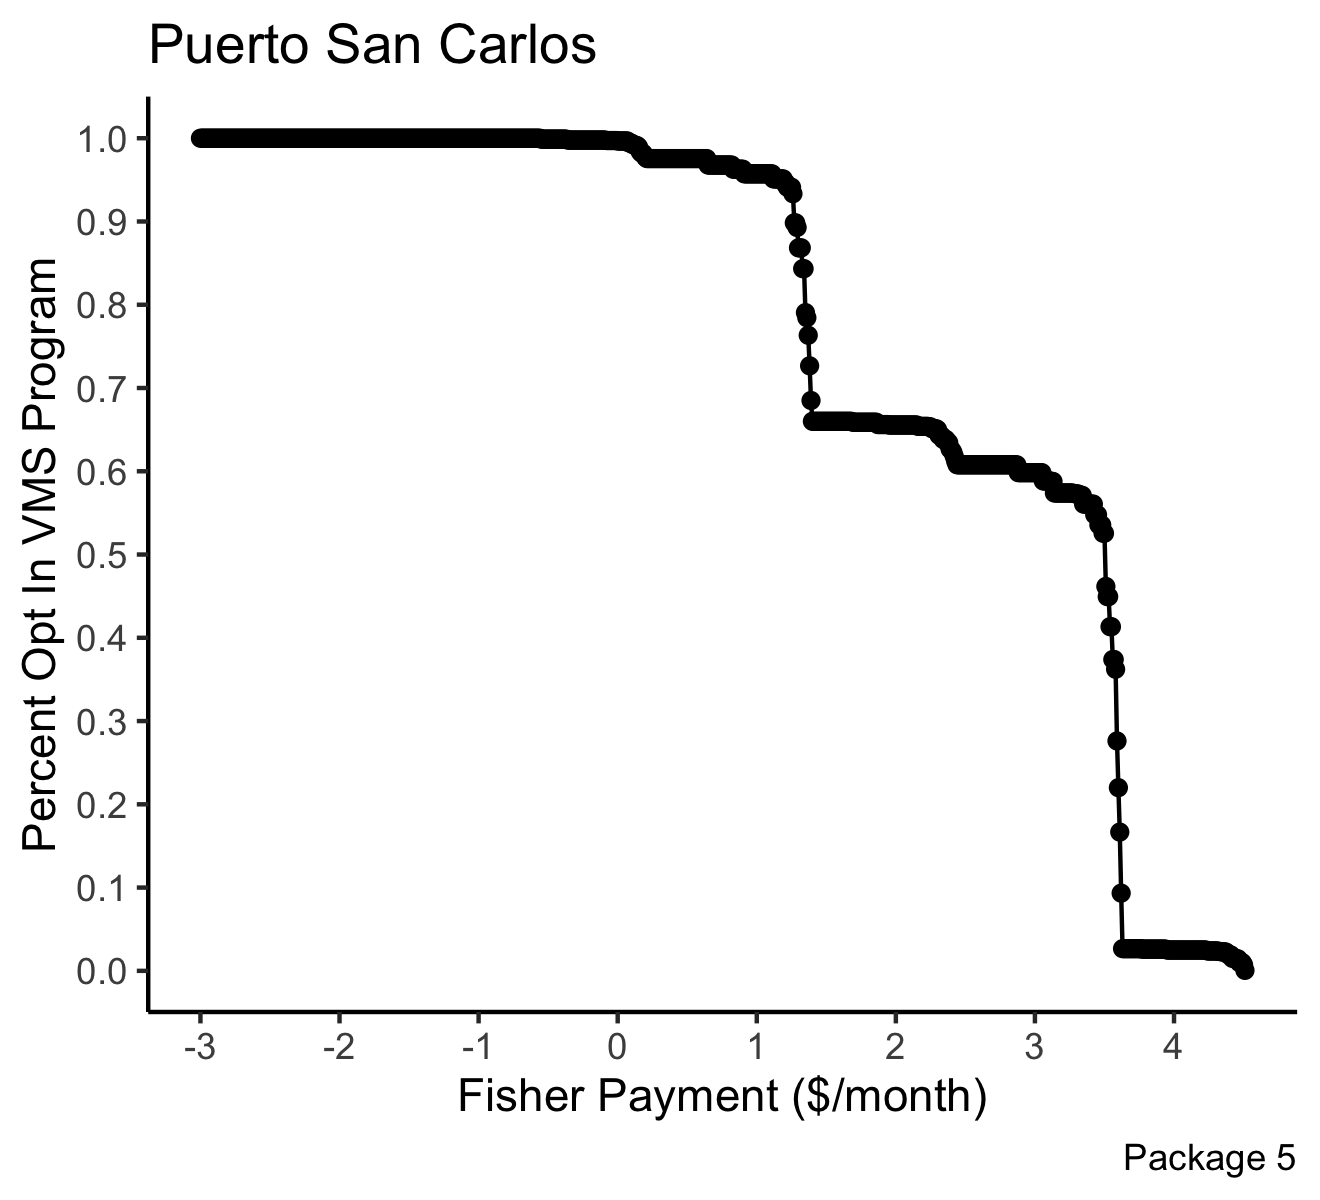 Puerto San Carlos
Percent Opt In VMS Program
1.0
0.9
0.8
0.7
0.6
0.5
0.4
0.3
0.2
0.1
0.0
-3 -2 -1 0 1 2 3 4
Fisher Payment ($/month)
Package 5